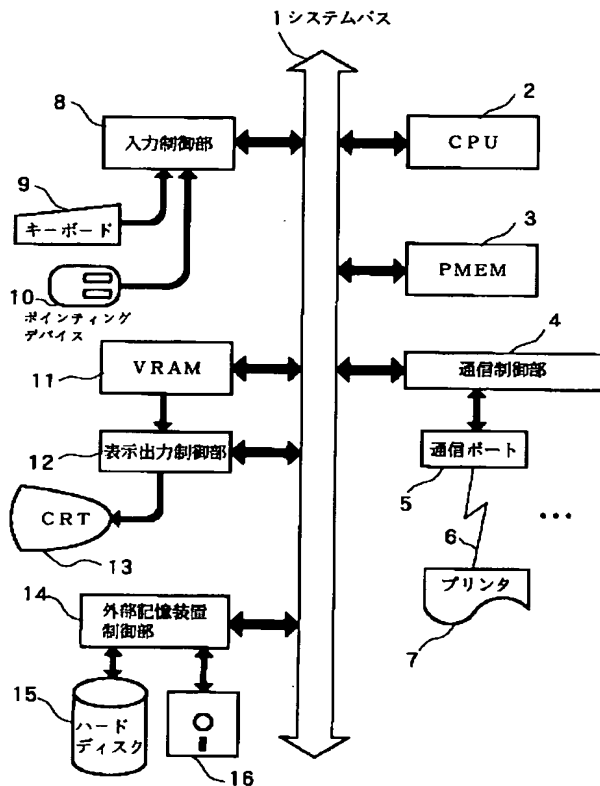 1 システムバス
8
入力制御部
9
キーボード
10
ポインティング
デバイス
11
VRAM
12
表示出力制御部
CRT
13
14
外部記憶装置
制御部
15
ハード
ディスク
16
2
CPU
3
PMEM
4
通信制御部
通信ポート
5
6
...
プリンタ
7